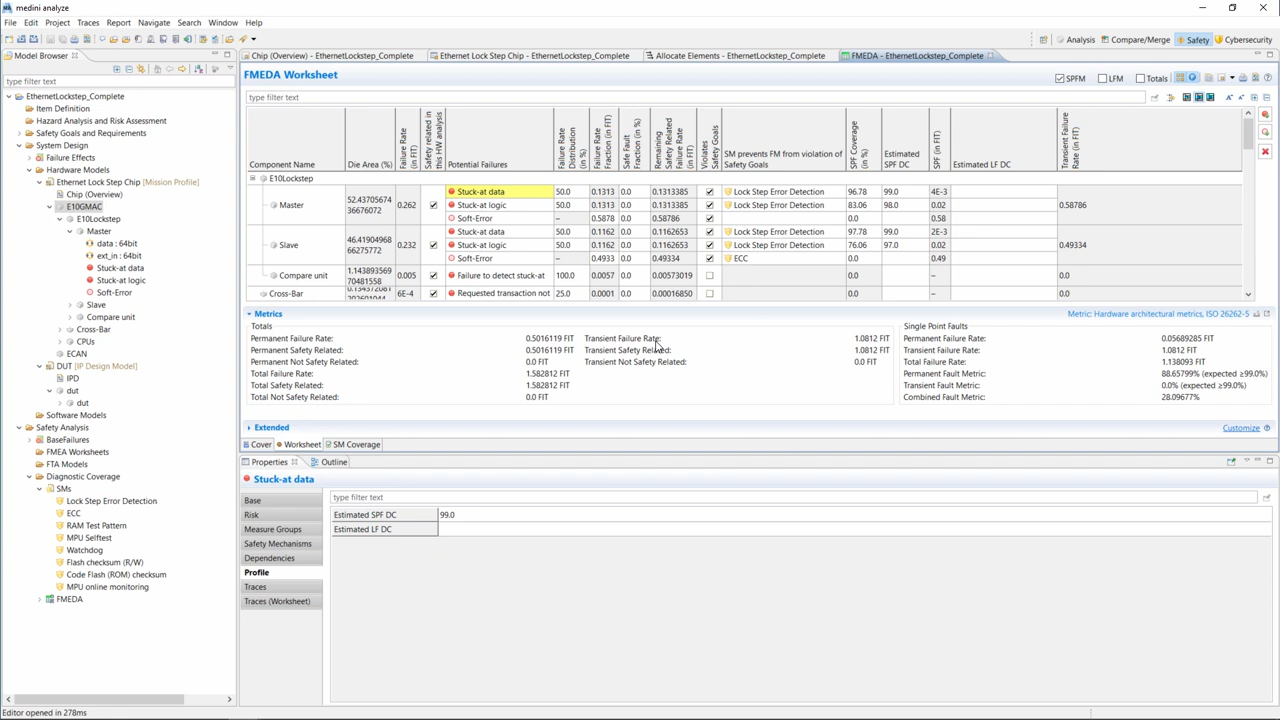 medini analyze
File Edit Project Traces Report Navigate Search Window Help
Analysis Compare/Merge Safety Cybersecurity
Model Browser
type filter text
EthernetLockstep_Complete
Item Definition
Hazard Analysis and Risk Assessment
Safety Goals and Requirements
System Design
Failure Effects
Hardware Models
Ethernet Lock Step Chip [Mission Profile]
Chip (Overview)
E10GMAC
E10Lockstep
Master
data : 64bit
ext_in : 64bit
Stuck-at data
Stuck-at logic
Soft-Error
Slave
Compare unit
Cross-Bar
CPUs
ECAN
DUT [IP Design Model]
IPD
dut
dut
Software Models
Safety Analysis
BaseFailures
FMEA Worksheets
FTA Models
Diagnostic Coverage
SMs
Lock Step Error Detection
ECC
RAM Test Pattern
MPU Selftest
Watchdog
Flash checksum (R/W)
Code Flash (ROM) checksum
MPU online monitoring
FMEDA
Chip (Overview) - EthernetLockstep_Complete Ethernet Lock Step Chip - EthernetLockstep_Complete Allocate Elements - EthernetLockstep_Complete FMEDA - EthernetLockstep_Complete
FMEDA Worksheet
SPFM LFM Totals
type filter text
Component Name Die Area (%) Failure Rate (in FIT) Safety related in this HW analysis Potential Failures Failure Rate Distribution (in %) Failure Rate Fraction (in FIT) Safe Fault Fraction (in %) Remaining Safety Related Failure Rate (in FIT) Violates Safety Goals SM prevents FM from violation of Safety Goals SPF Coverage (in %) Estimated SPF DC SPF (in FIT) Estimated LF DC Transient Failure Rate (in FIT)
E10Lockstep
Master 52.43705674 36676072 0.262 0.58786
Stuck-at data 50.0 0.1313 0.0 0.1313385 Lock Step Error Detection 96.78 99.0 4E-3
Stuck-at logic 50.0 0.1313 0.0 0.1313385 Lock Step Error Detection 83.06 98.0 0.02
Soft-Error – 0.5878 0.0 0.58786 0.0 0.58
Slave 46.41904968 66275772 0.232 0.49334
Stuck-at data 50.0 0.1162 0.0 0.1162653 Lock Step Error Detection 97.78 99.0 2E-3
Stuck-at logic 50.0 0.1162 0.0 0.1162653 Lock Step Error Detection 76.06 97.0 0.02
Soft-Error – 0.4933 0.0 0.49334 ECC 0.0 0.49
Compare unit 1.143893569 70481558 0.005 Failure to detect stuck-at 100.0 0.0057 0.0 0.00573019 0.0 – 0.0
Cross-Bar 6E-4 Requested transaction not 25.0 0.0001 0.0 0.00016850 0.0 – 0.0
Metrics
Metric: Hardware architectural metrics, ISO 26262-5
Totals
Permanent Failure Rate: 0.5016119 FIT Transient Failure Rate: 1.0812 FIT
Permanent Safety Related: 0.5016119 FIT Transient Safety Related: 1.0812 FIT
Permanent Not Safety Related: 0.0 FIT Transient Not Safety Related: 0.0 FIT
Total Failure Rate: 1.582812 FIT
Total Safety Related: 1.582812 FIT
Total Not Safety Related: 0.0 FIT
Single Point Faults
Permanent Failure Rate: 0.05689285 FIT
Transient Failure Rate: 1.0812 FIT
Total Failure Rate: 1.138093 FIT
Permanent Fault Metric: 88.65799% (expected ≥99.0%)
Transient Fault Metric: 0.0% (expected ≥99.0%)
Combined Fault Metric: 28.09677%
Extended
Customize
Cover Worksheet SM Coverage
Properties Outline
Stuck-at data
Base
Risk
Measure Groups
Safety Mechanisms
Dependencies
Profile
Traces
Traces (Worksheet)
type filter text
Estimated SPF DC 99.0
Estimated LF DC
Editor opened in 278ms